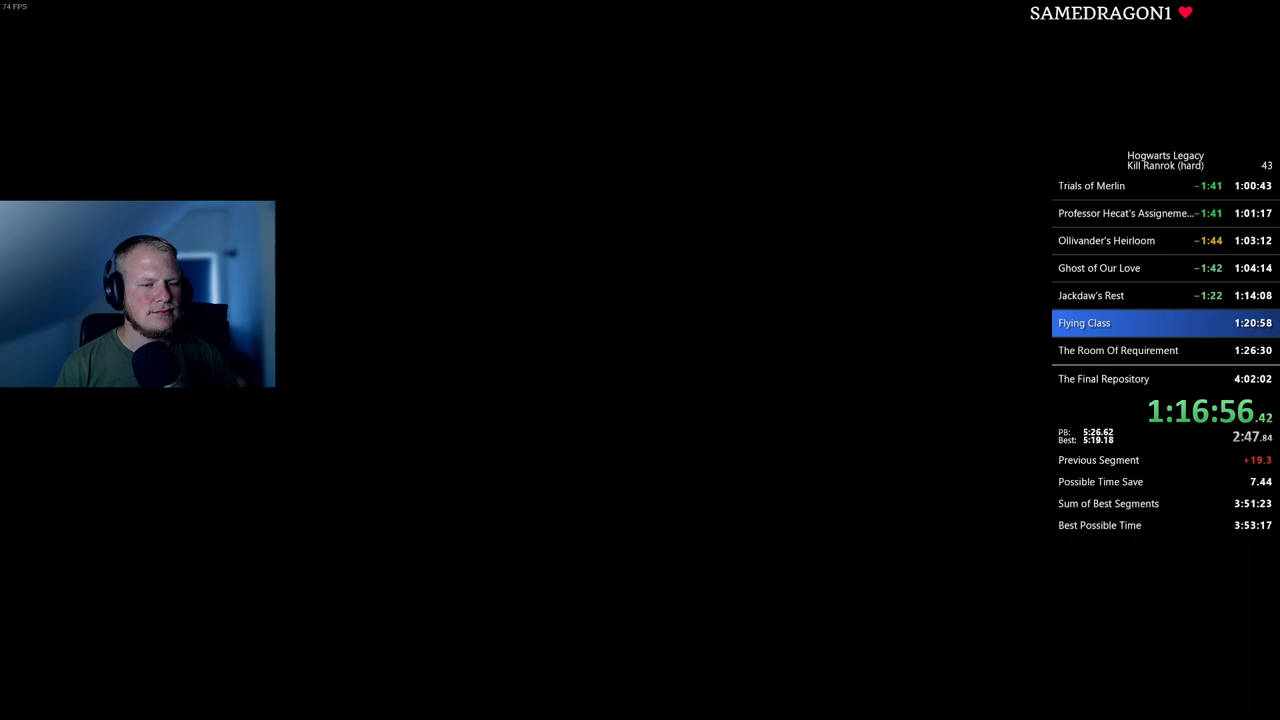 74 FPS
SAMEDRAGON1
Hogwarts Legacy
Kill Ranrok (hard) 43
Trials of Merlin −1:41 1:00:43
Professor Hecat's Assigneme... −1:41 1:01:17
Ollivander's Heirloom −1:44 1:03:12
Ghost of Our Love −1:42 1:04:14
Jackdaw's Rest −1:22 1:14:08
Flying Class 1:20:58
The Room Of Requirement 1:26:30
The Final Repository 4:02:02
1:16:56.42
PB: 5:26.62
Best: 5:19.18
2:47.84
Previous Segment +19.3
Possible Time Save 7.44
Sum of Best Segments 3:51:23
Best Possible Time 3:53:17